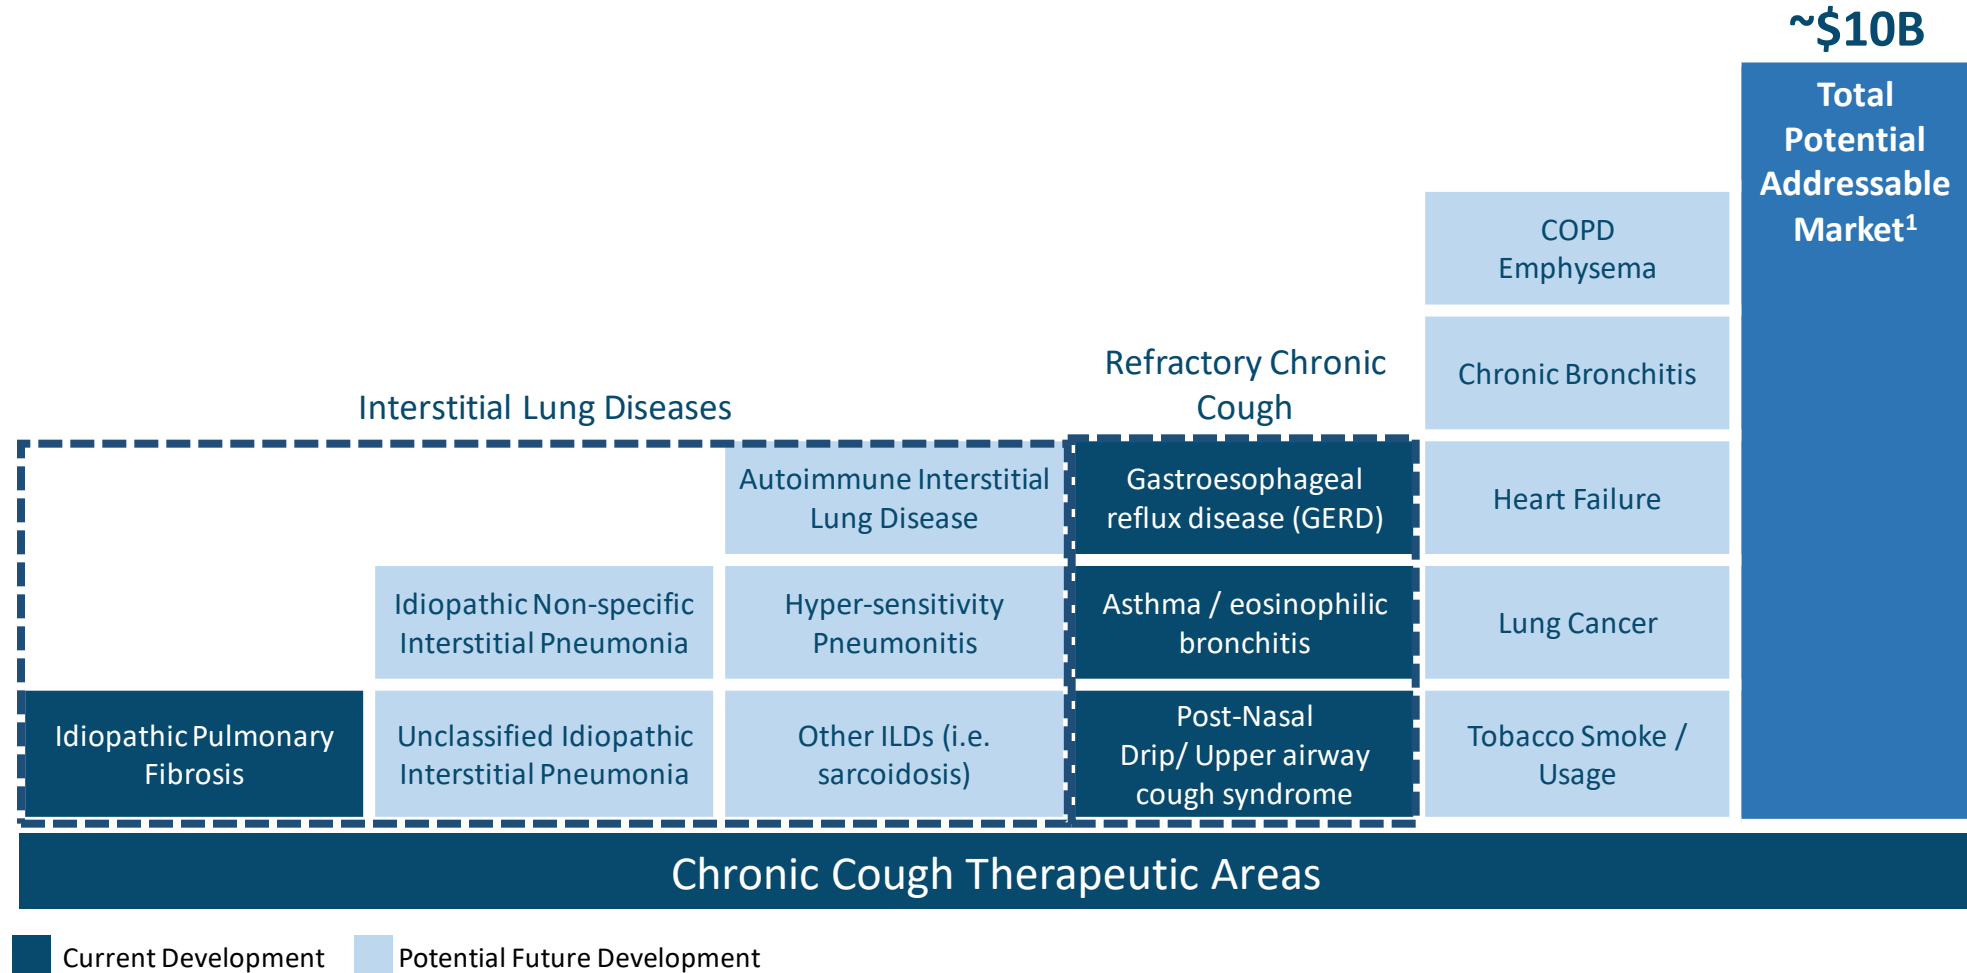 ~$10B
Total
Potential
Addressable
Market¹
COPD
Emphysema
Chronic Bronchitis
Heart Failure
Lung Cancer
Tobacco Smoke /
Usage
Refractory Chronic
Cough
Gastroesophageal
reflux disease (GERD)
Asthma / eosinophilic
bronchitis
Post-Nasal
Drip/ Upper airway
cough syndrome
Interstitial Lung Diseases
Autoimmune Interstitial
Lung Disease
Hyper-sensitivity
Pneumonitis
Other ILDs (i.e.
sarcoidosis)
Idiopathic Non-specific
Interstitial Pneumonia
Unclassified Idiopathic
Interstitial Pneumonia
Idiopathic Pulmonary
Fibrosis
Chronic Cough Therapeutic Areas
Current Development
Potential Future Development